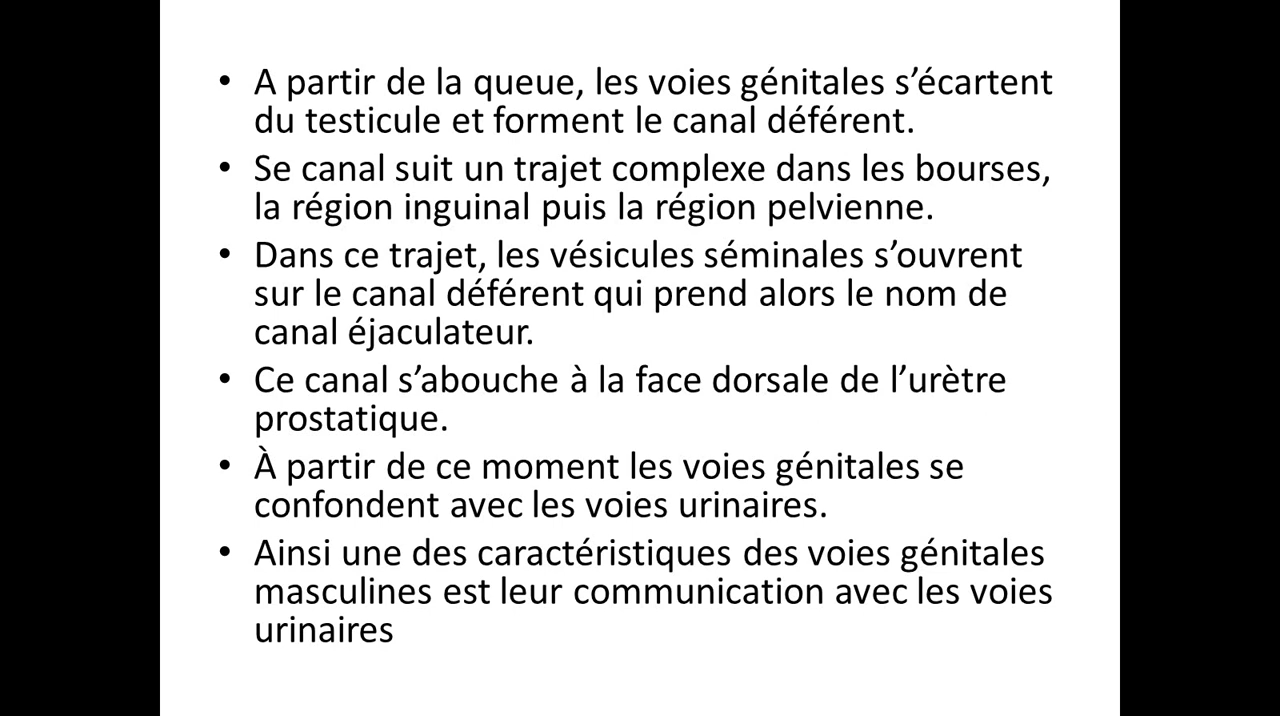 • A partir de la queue, les voies génitales s’écartent
du testicule et forment le canal déférent.
• Se canal suit un trajet complexe dans les bourses,
la région inguinal puis la région pelvienne.
• Dans ce trajet, les vésicules séminales s’ouvrent
sur le canal déférent qui prend alors le nom de
canal éjaculateur.
• Ce canal s’abouche à la face dorsale de l’urètre
prostatique.
• À partir de ce moment les voies génitales se
confondent avec les voies urinaires.
• Ainsi une des caractéristiques des voies génitales
masculines est leur communication avec les voies
urinaires